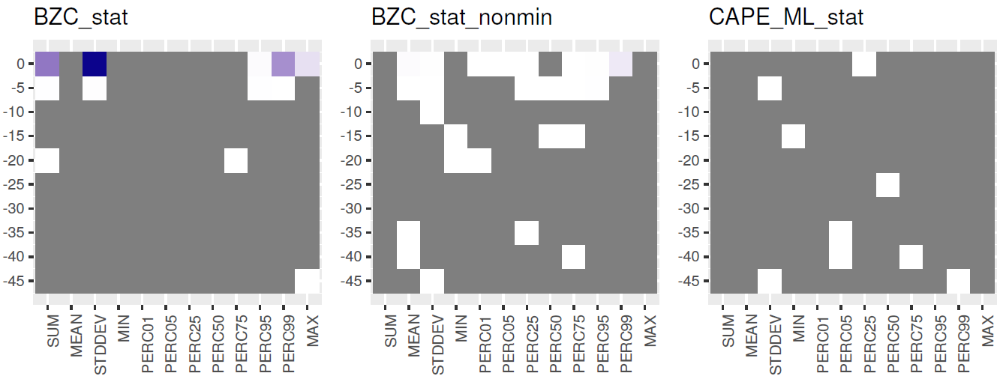 BZC_stat
BZC_stat_nonmin
CAPE_ML_stat
0
-5
-10
-15
-20
-25
-30
-35
-40
-45
SUM
MEAN
STDDEV
MIN
PERC01
PERC05
PERC25
PERC50
PERC75
PERC95
PERC99
MAX
0
-5
-10
-15
-20
-25
-30
-35
-40
-45
SUM
MEAN
STDDEV
MIN
PERC01
PERC05
PERC25
PERC50
PERC75
PERC95
PERC99
MAX
0
-5
-10
-15
-20
-25
-30
-35
-40
-45
SUM
MEAN
STDDEV
MIN
PERC01
PERC05
PERC25
PERC50
PERC75
PERC95
PERC99
MAX